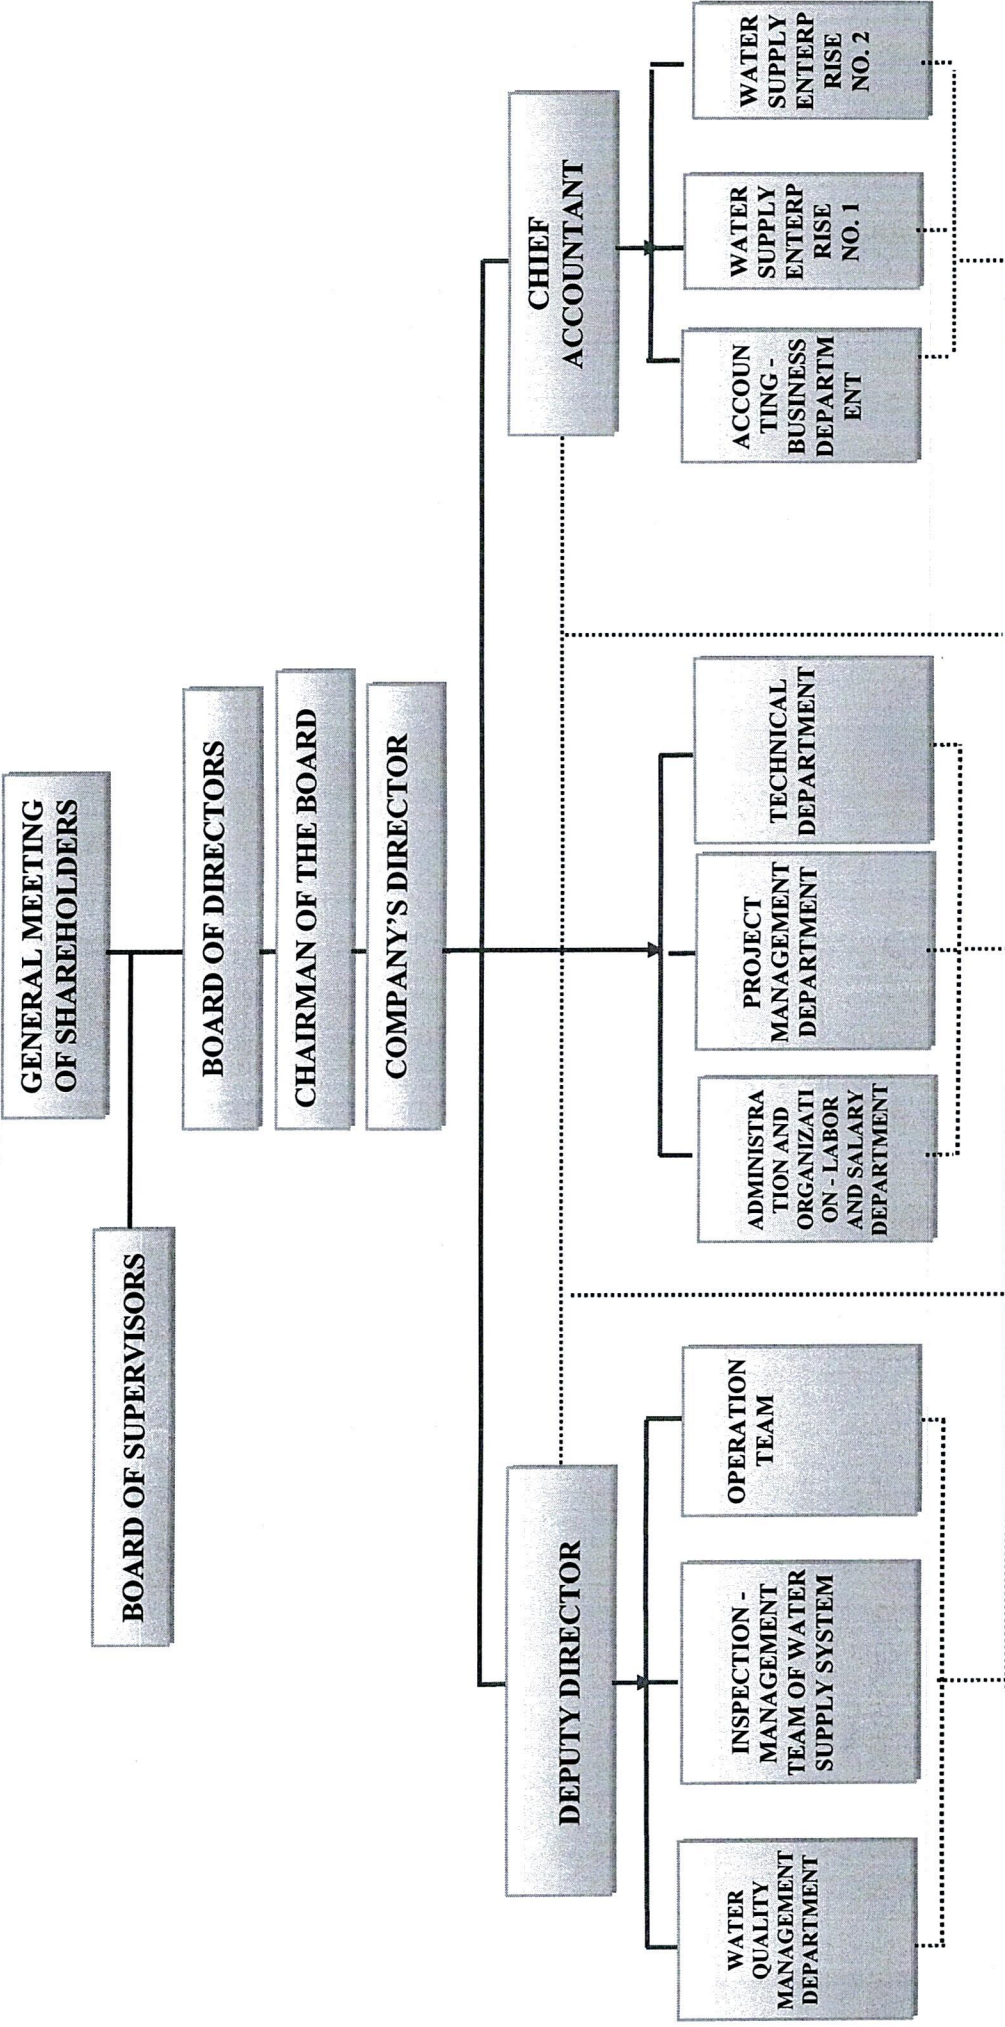 GENERAL MEETING
OF SHAREHOLDERS
BOARD OF SUPERVISORS
BOARD OF DIRECTORS
CHAIRMAN OF THE BOARD
COMPANY’S DIRECTOR
DEPUTY DIRECTOR
CHIEF
ACCOUNTANT
WATER
QUALITY
MANAGEMENT
DEPARTMENT
INSPECTION -
MANAGEMENT
TEAM OF WATER
SUPPLY SYSTEM
OPERATION
TEAM
ADMINISTRA
TION AND
ORGANIZATI
ON - LABOR
AND SALARY
DEPARTMENT
PROJECT
MANAGEMENT
DEPARTMENT
TECHNICAL
DEPARTMENT
ACCOUN
TING -
BUSINESS
DEPARTM
ENT
WATER
SUPPLY
ENTERP
RISE
NO. 1
WATER
SUPPLY
ENTERP
RISE
NO. 2